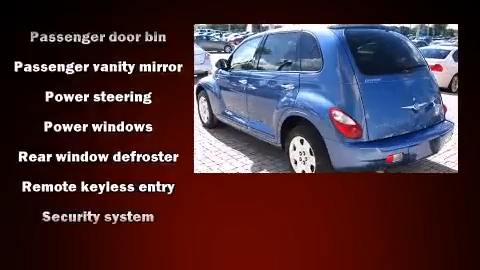 Passenger door bin
Passenger vanity mirror
Power steering
Power windows
Rear window defroster
Remote keyless entry
Security system